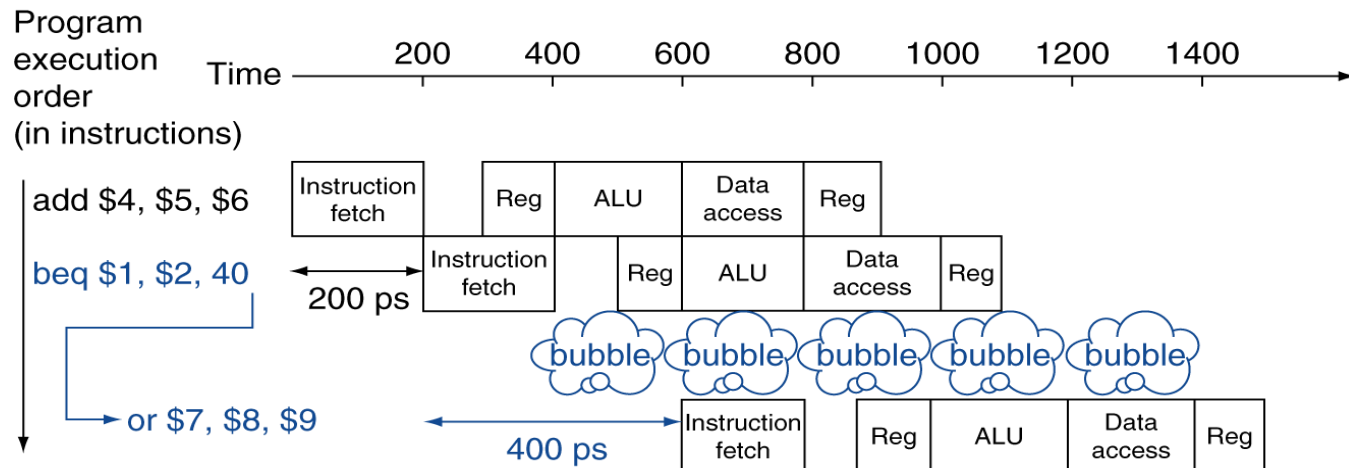 Program
execution
order
(in instructions)
Time
200 400 600 800 1000 1200 1400
add $4, $5, $6
Instruction
fetch
Reg
ALU
Data
access
Reg
beq $1, $2, 40
200 ps
Instruction
fetch
Reg
ALU
Data
access
Reg
bubble bubble bubble bubble bubble
or $7, $8, $9
400 ps
Instruction
fetch
Reg
ALU
Data
access
Reg